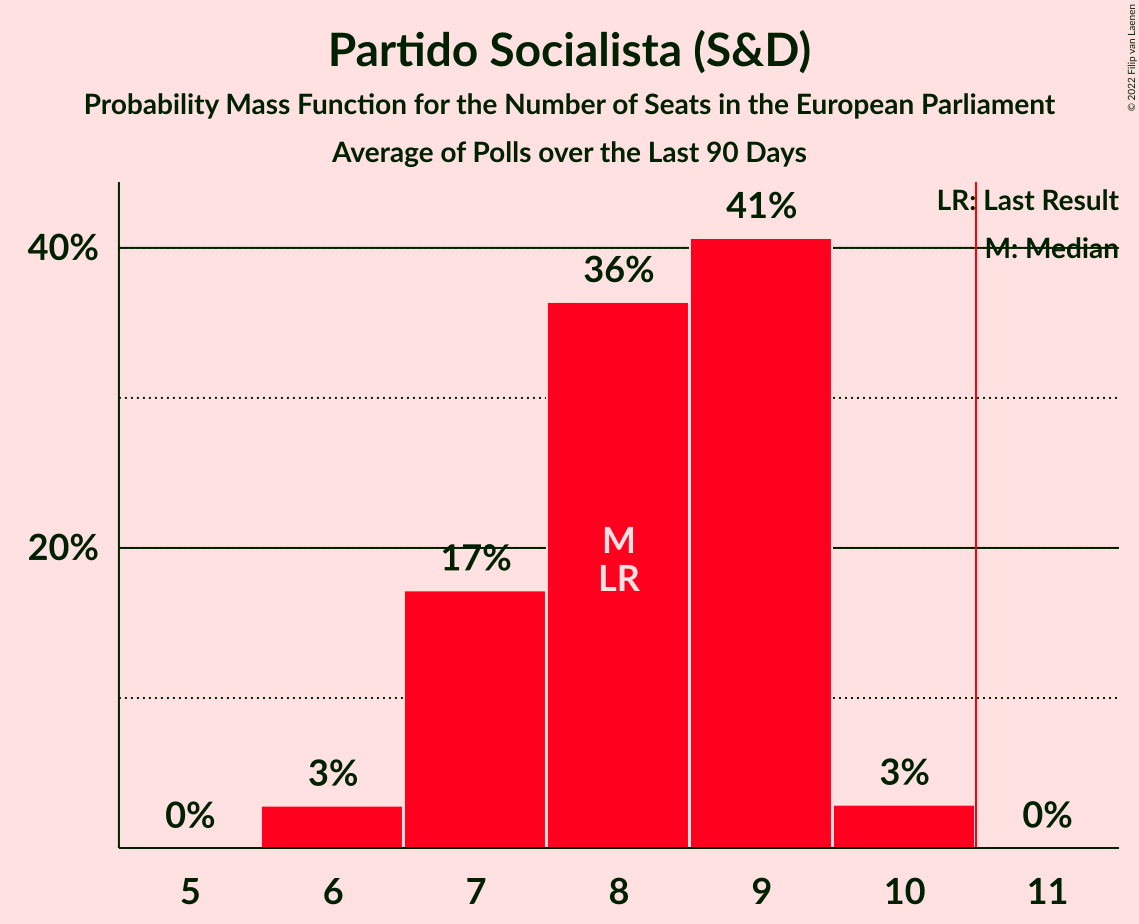 Partido Socialista (S&D)
Probability Mass Function for the Number of Seats in the European Parliament
Average of Polls over the Last 90 Days
© 2022 Filip van Laenen
LR: Last Result
M: Median
40%
20%
0%
3%
17%
36%
41%
3%
0%
M
LR
5
6
7
8
9
10
11